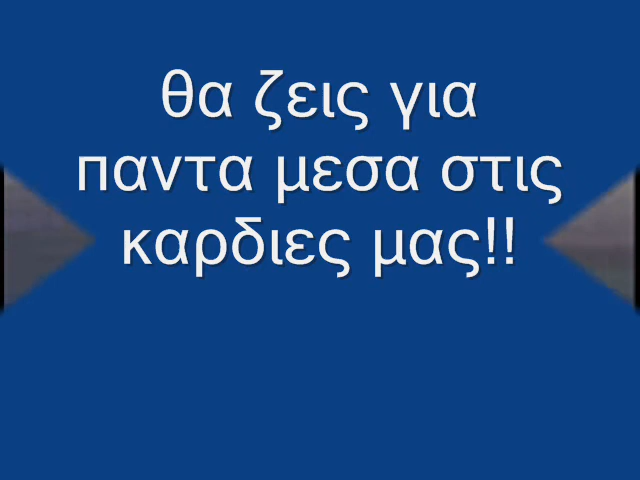 θα ζεις για
παντα μεσα στις
καρδιες μας!!